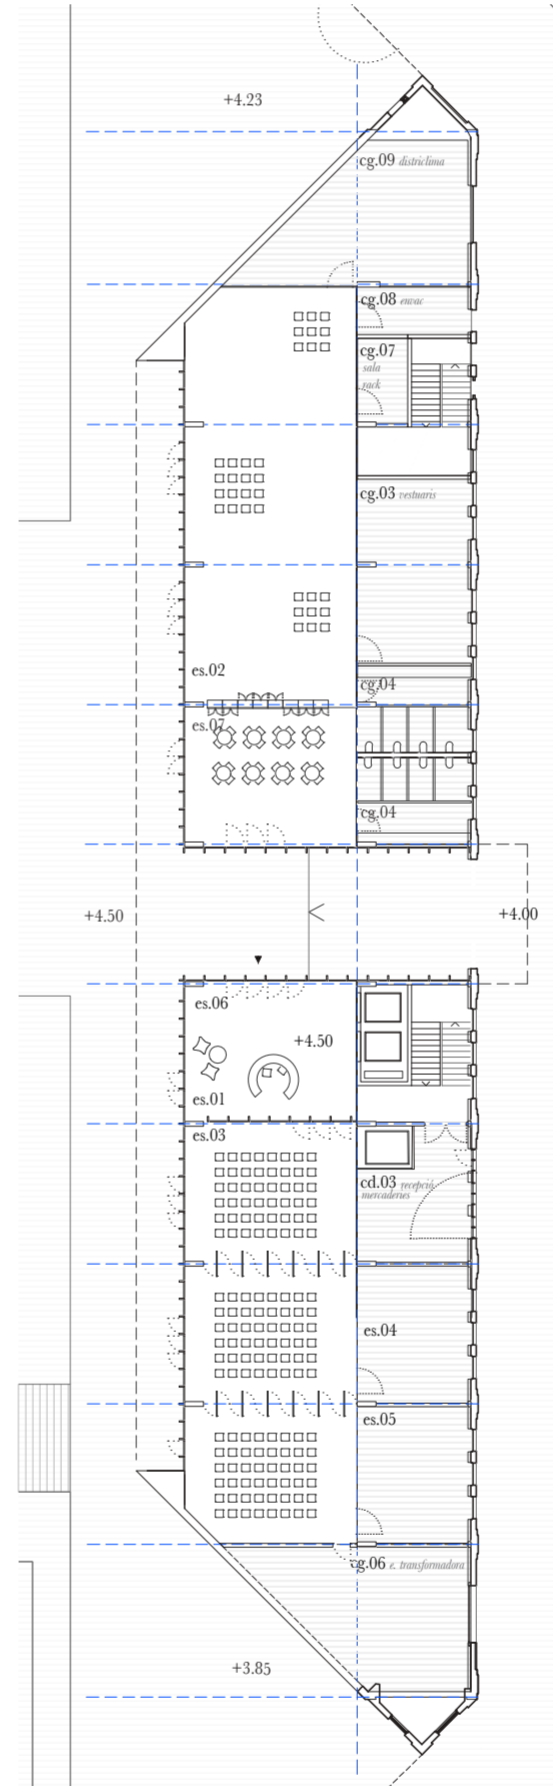 +4.23
cg.09 districlima
cg.08 envac
cg.07
sala
rack
cg.03 vestuaris
es.02
cg.04
es.07
cg.04
+4.50
+4.00
es.06
+4.50
es.01
es.03
cd.03 recepció
mercaderies
es.04
es.05
cg.06 e. transformadora
+3.85